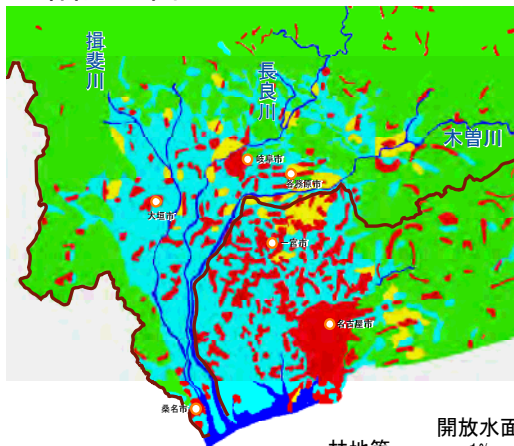 揖斐川
長良川
木曽川
岐阜市
各務原市
大垣市
一宮市
名古屋市
桑名市
開放水面